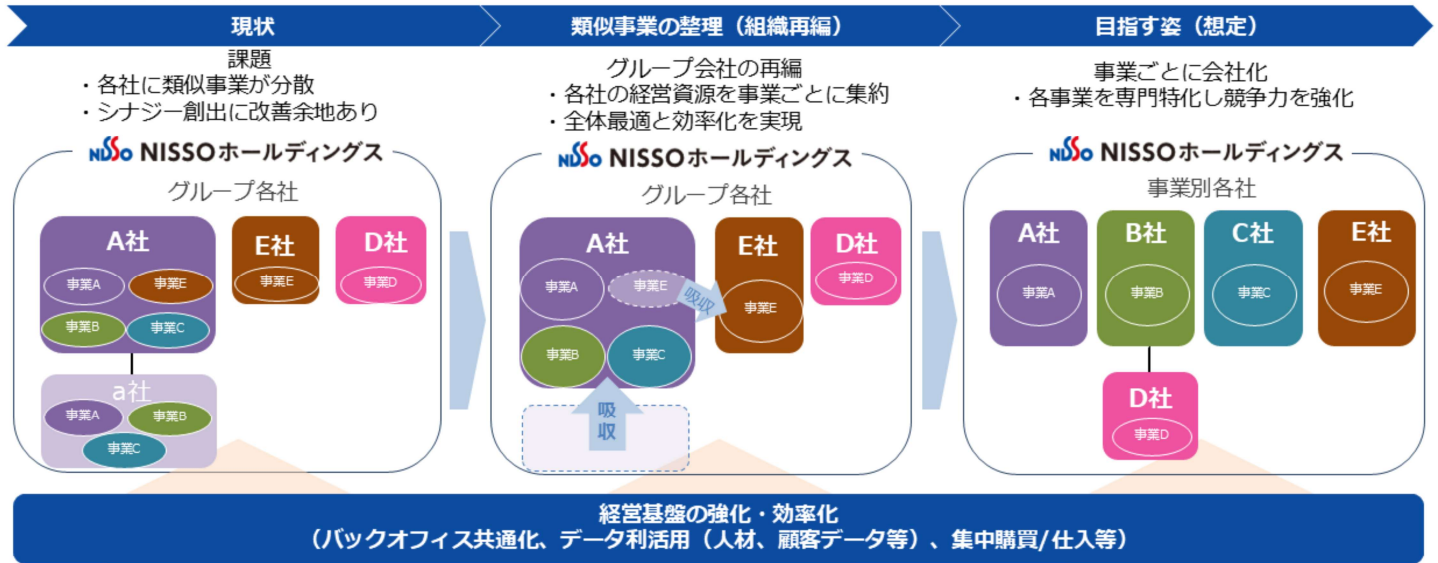 現状
類似事業の整理（組織再編）
目指す姿（想定）
課題
・各社に類似事業が分散
・シナジー創出に改善余地あり
グループ会社の再編
・各社の経営資源を事業ごとに集約
・全体最適と効率化を実現
事業ごとに会社化
・各事業を専門特化し競争力を強化
NISSO NISSOホールディングス
グループ各社
A社
事業A
事業E
事業B
事業C
E社
事業E
D社
事業D
a社
事業A
事業B
事業C
NISSO NISSOホールディングス
グループ各社
A社
事業A
事業E
事業B
事業C
吸収
E社
事業E
D社
事業D
吸
収
NISSO NISSOホールディングス
事業別各社
A社
事業A
B社
事業B
C社
事業C
E社
事業E
D社
事業D
経営基盤の強化・効率化
（バックオフィス共通化、データ利活用（人材、顧客データ等）、集中購買/仕入等）